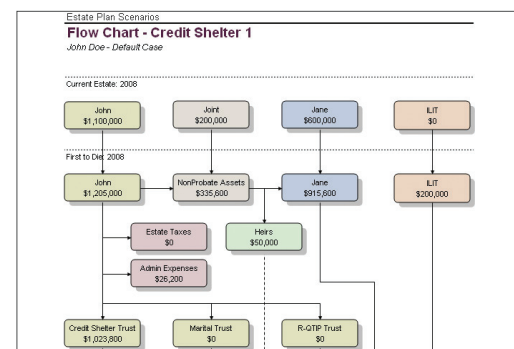 Estate Plan Scenarios
Flow Chart - Credit Shelter 1
John Doe - Default Case
Current Estate: 2008
John
$1,100,000
Joint
$200,000
Jane
$600,000
ILIT
$0
First to Die: 2008
John
$1,205,000
NonProbate Assets
$335,600
Jane
$915,600
ILIT
$200,000
Estate Taxes
$0
Heirs
$50,000
Admin Expenses
$26,200
Credit Shelter Trust
$1,023,800
Marital Trust
$0
R-QTIP Trust
$0